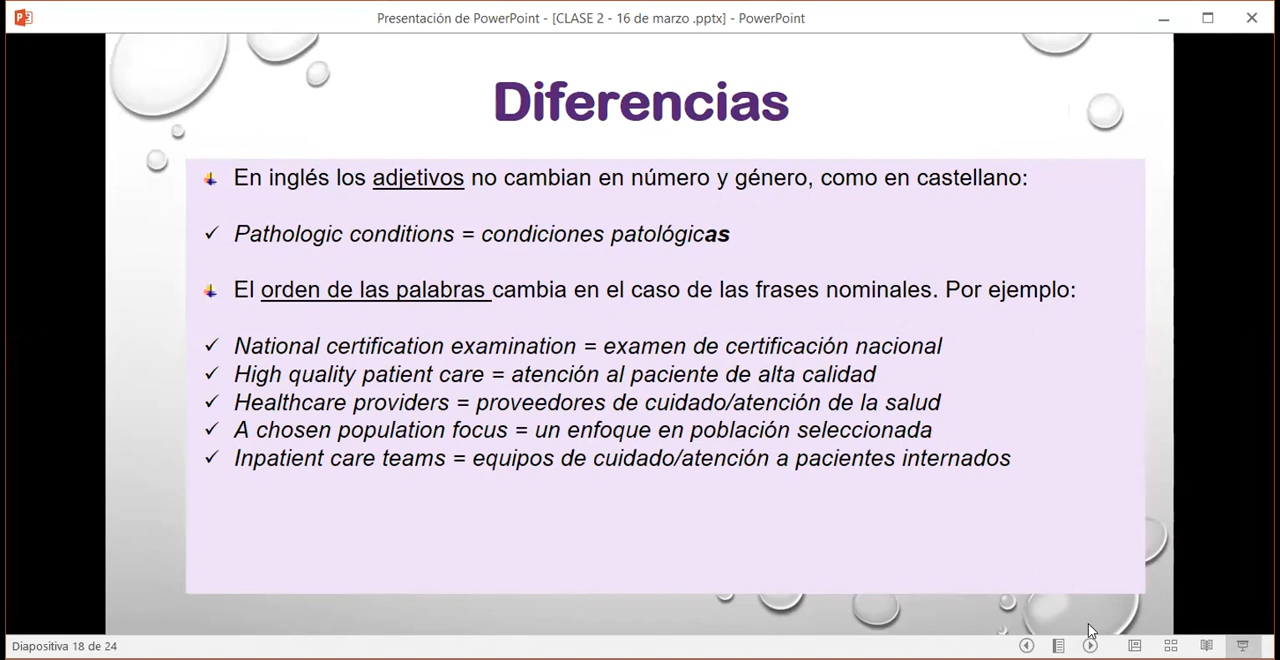 Presentación de PowerPoint - [CLASE 2 - 16 de marzo .pptx] - PowerPoint
Diferencias
En inglés los adjetivos no cambian en número y género, como en castellano:
✓ Pathologic conditions = condiciones patológicas
El orden de las palabras cambia en el caso de las frases nominales. Por ejemplo:
✓ National certification examination = examen de certificación nacional
✓ High quality patient care = atención al paciente de alta calidad
✓ Healthcare providers = proveedores de cuidado/atención de la salud
✓ A chosen population focus = un enfoque en población seleccionada
✓ Inpatient care teams = equipos de cuidado/atención a pacientes internados
Diapositiva 18 de 24